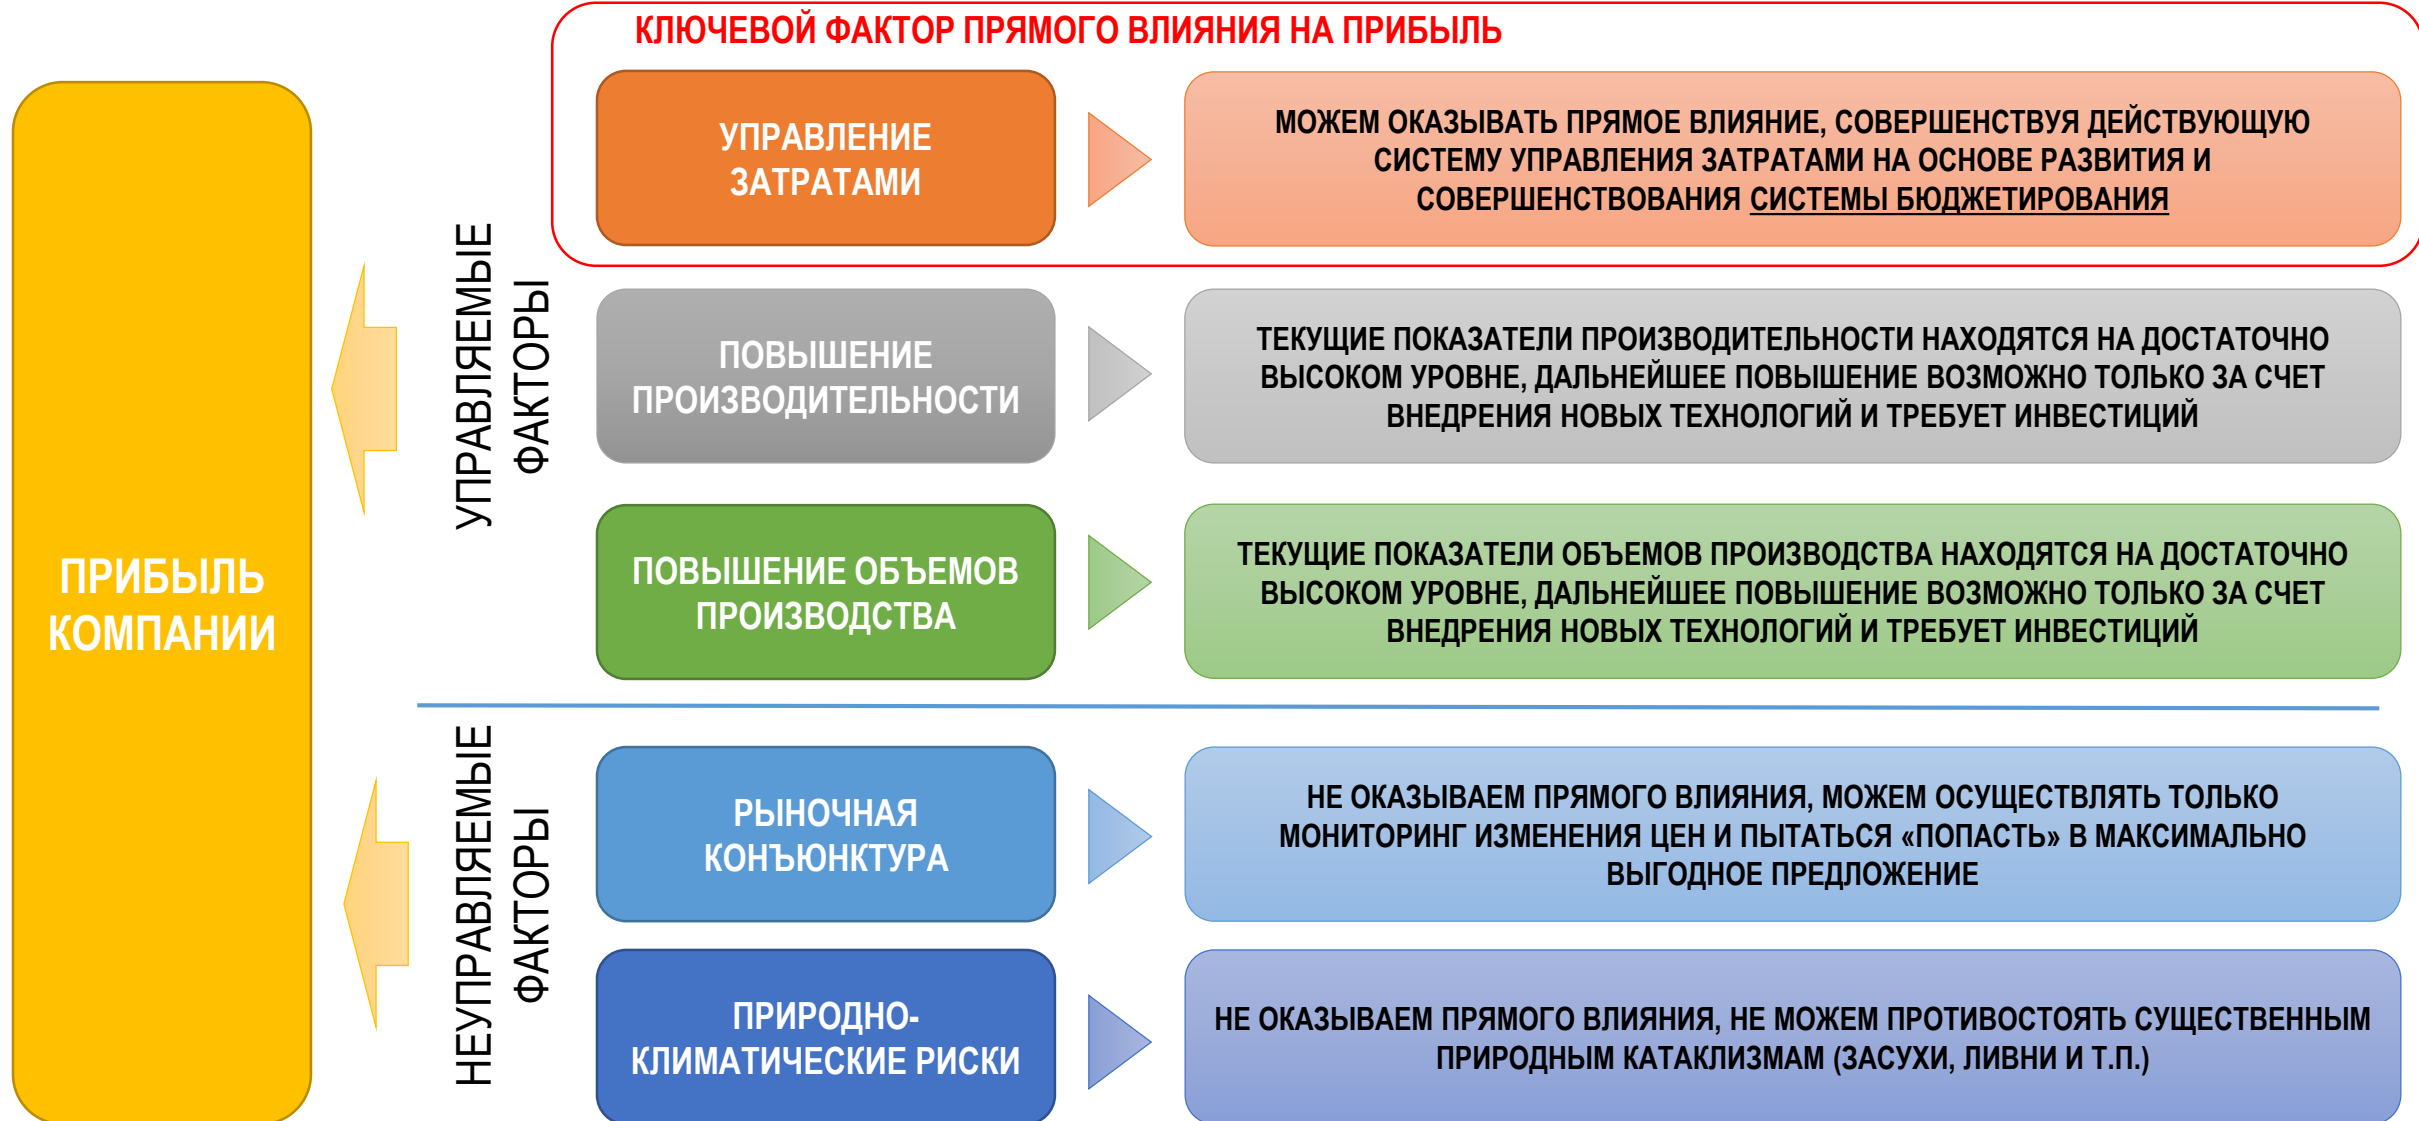 КЛЮЧЕВОЙ ФАКТОР ПРЯМОГО ВЛИЯНИЯ НА ПРИБЫЛЬ
ПРИБЫЛЬ
КОМПАНИИ
УПРАВЛЯЕМЫЕ
ФАКТОРЫ
УПРАВЛЕНИЕ
ЗАТРАТАМИ
МОЖЕМ ОКАЗЫВАТЬ ПРЯМОЕ ВЛИЯНИЕ, СОВЕРШЕНСТВУЯ ДЕЙСТВУЮЩУЮ
СИСТЕМУ УПРАВЛЕНИЯ ЗАТРАТАМИ НА ОСНОВЕ РАЗВИТИЯ И
СОВЕРШЕНСТВОВАНИЯ СИСТЕМЫ БЮДЖЕТИРОВАНИЯ
ПОВЫШЕНИЕ
ПРОИЗВОДИТЕЛЬНОСТИ
ТЕКУЩИЕ ПОКАЗАТЕЛИ ПРОИЗВОДИТЕЛЬНОСТИ НАХОДЯТСЯ НА ДОСТАТОЧНО
ВЫСОКОМ УРОВНЕ, ДАЛЬНЕЙШЕЕ ПОВЫШЕНИЕ ВОЗМОЖНО ТОЛЬКО ЗА СЧЕТ
ВНЕДРЕНИЯ НОВЫХ ТЕХНОЛОГИЙ И ТРЕБУЕТ ИНВЕСТИЦИЙ
ПОВЫШЕНИЕ ОБЪЕМОВ
ПРОИЗВОДСТВА
ТЕКУЩИЕ ПОКАЗАТЕЛИ ОБЪЕМОВ ПРОИЗВОДСТВА НАХОДЯТСЯ НА ДОСТАТОЧНО
ВЫСОКОМ УРОВНЕ, ДАЛЬНЕЙШЕЕ ПОВЫШЕНИЕ ВОЗМОЖНО ТОЛЬКО ЗА СЧЕТ
ВНЕДРЕНИЯ НОВЫХ ТЕХНОЛОГИЙ И ТРЕБУЕТ ИНВЕСТИЦИЙ
НЕУПРАВЛЯЕМЫЕ
ФАКТОРЫ
РЫНОЧНАЯ
КОНЪЮНКТУРА
НЕ ОКАЗЫВАЕМ ПРЯМОГО ВЛИЯНИЯ, МОЖЕМ ОСУЩЕСТВЛЯТЬ ТОЛЬКО
МОНИТОРИНГ ИЗМЕНЕНИЯ ЦЕН И ПЫТАТЬСЯ «ПОПАСТЬ» В МАКСИМАЛЬНО
ВЫГОДНОЕ ПРЕДЛОЖЕНИЕ
ПРИРОДНО-
КЛИМАТИЧЕСКИЕ РИСКИ
НЕ ОКАЗЫВАЕМ ПРЯМОГО ВЛИЯНИЯ, НЕ МОЖЕМ ПРОТИВОСТОЯТЬ СУЩЕСТВЕННЫМ
ПРИРОДНЫМ КАТАКЛИЗМАМ (ЗАСУХИ, ЛИВНИ И Т.П.)